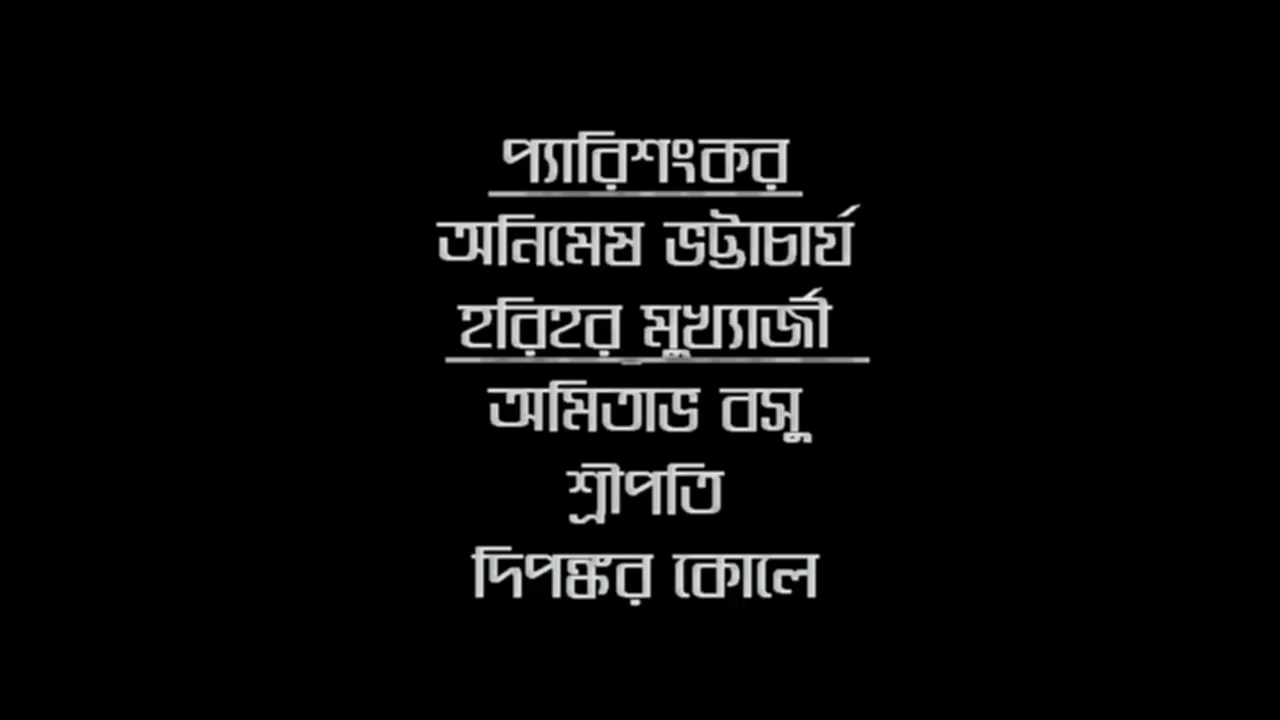 প্যারিশংকর
অনিমেষ ভট্টাচার্য
হরিহর মুখ্যার্জী
অমিতাভ বসু
শ্রীপতি
দিপঙ্কর কোলে